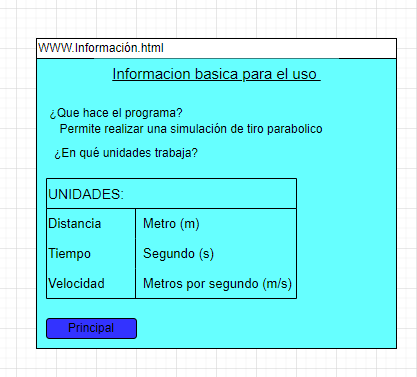 WWW.Información.html
Informacion basica para el uso
¿Que hace el programa?
Permite realizar una simulación de tiro parabolico
¿En qué unidades trabaja?
UNIDADES:
Distancia Metro (m)
Tiempo Segundo (s)
Velocidad Metros por segundo (m/s)
Principal